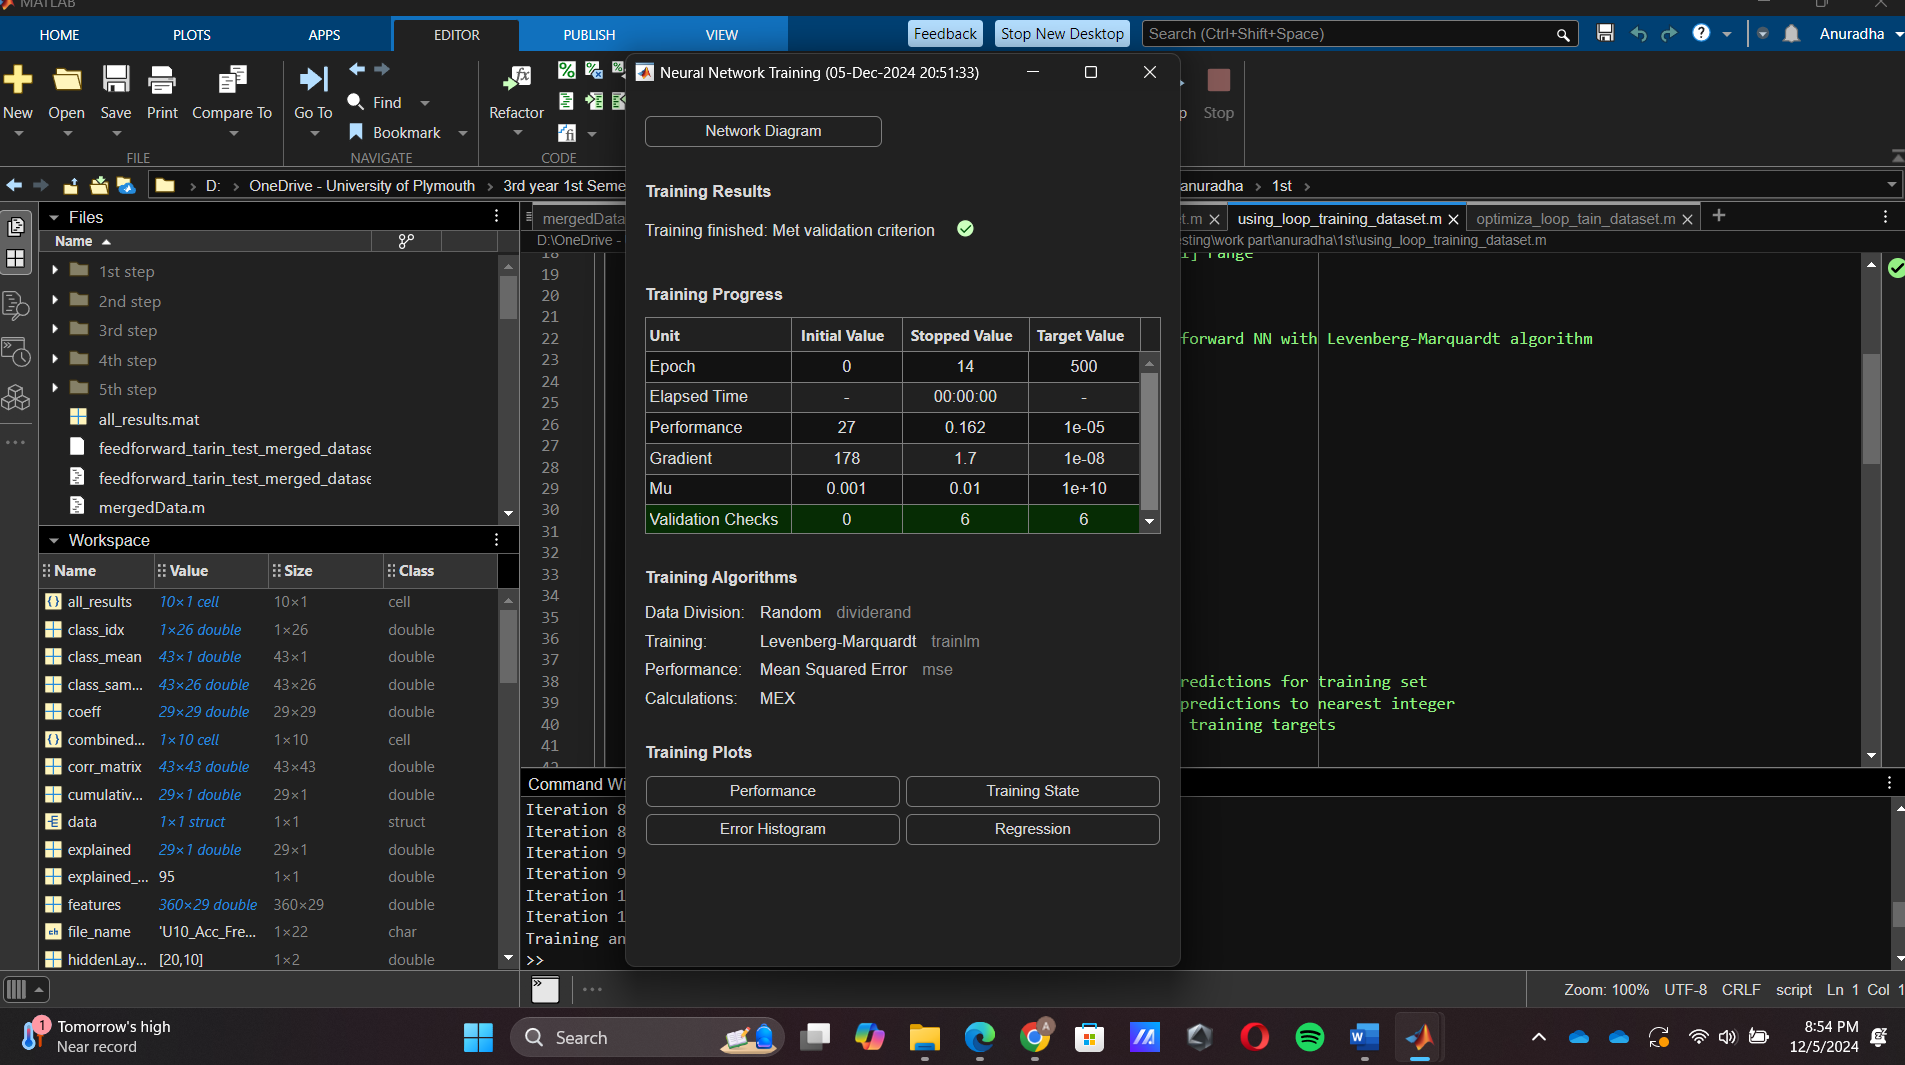 MATLAB
HOME PLOTS APPS EDITOR PUBLISH VIEW Feedback Stop New Desktop Search (Ctrl+Shift+Space) Anuradha
New Open Save Print Compare To Go To Find Bookmark Refactor Stop
FILE NAVIGATE CODE
D: › OneDrive - University of Plymouth › 3rd year 1st Seme
anuradha › 1st ›
Files
Name
1st step
2nd step
3rd step
4th step
5th step
all_results.mat
feedforward_tarin_test_merged_datase
feedforward_tarin_test_merged_datase
mergedData.m
Workspace
Name Value Size Class
all_results 10×1 cell 10×1 cell
class_idx 1×26 double 1×26 double
class_mean 43×1 double 43×1 double
class_sam... 43×26 double 43×26 double
coeff 29×29 double 29×29 double
combined... 1×10 cell 1×10 cell
corr_matrix 43×43 double 43×43 double
cumulativ... 29×1 double 29×1 double
data 1×1 struct 1×1 struct
explained 29×1 double 29×1 double
explained_... 95 1×1 double
features 360×29 double 360×29 double
file_name 'U10_Acc_Fre... 1×22 char
hiddenLay... [20,10] 1×2 double
mergedData
t.m using_loop_training_dataset.m optimiza_loop_tain_dataset.m
D:\OneDrive -
sting\work part\anuradha\1st\using_loop_training_dataset.m
18
19
20
21
22
23
24
25
26
27
28
29
30
31
32
33
34
35
36
37
38
39
40
41
42
] range
forward NN with Levenberg-Marquardt algorithm
redictions for training set
predictions to nearest integer
training targets
Command Wi
Iteration 8
Iteration 8
Iteration 9
Iteration 9
Iteration 1
Iteration 1
Training an
>>
Neural Network Training (05-Dec-2024 20:51:33)
Network Diagram
Training Results
Training finished: Met validation criterion
Training Progress
Unit Initial Value Stopped Value Target Value
Epoch 0 14 500
Elapsed Time - 00:00:00 -
Performance 27 0.162 1e-05
Gradient 178 1.7 1e-08
Mu 0.001 0.01 1e+10
Validation Checks 0 6 6
Training Algorithms
Data Division: Random dividerand
Training: Levenberg-Marquardt trainlm
Performance: Mean Squared Error mse
Calculations: MEX
Training Plots
Performance Training State
Error Histogram Regression
Zoom: 100% UTF-8 CRLF script Ln 1 Col 1
1 Tomorrow's high
Near record
Search
A
8:54 PM
12/5/2024